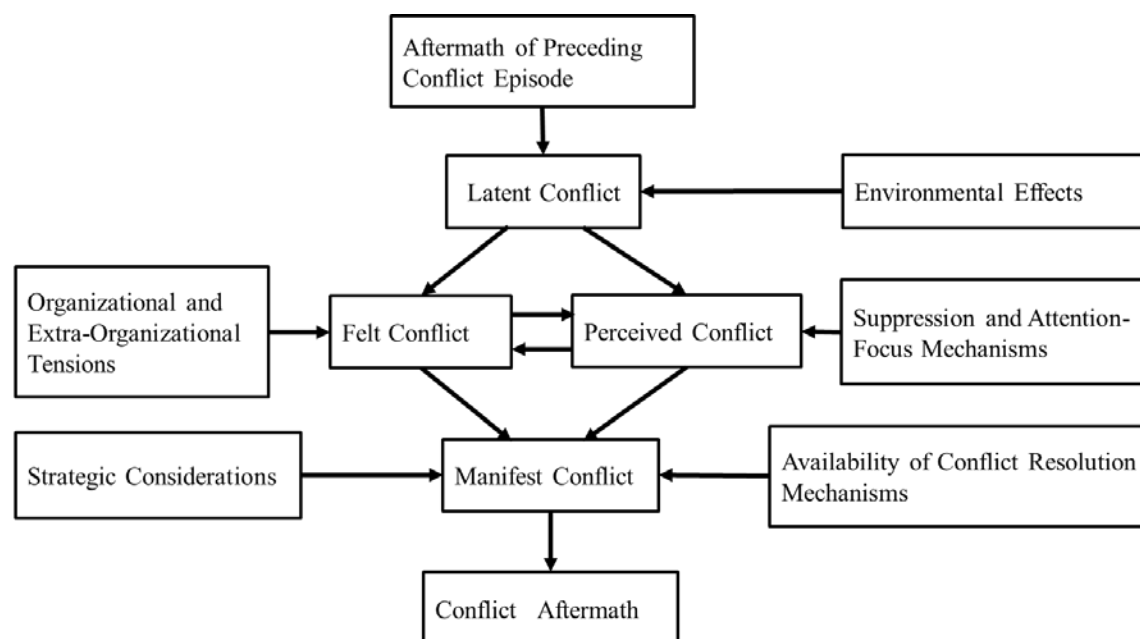 Aftermath of Preceding
Conflict Episode
Latent Conflict
Environmental Effects
Organizational and
Extra-Organizational
Tensions
Felt Conflict
Perceived Conflict
Suppression and Attention-
Focus Mechanisms
Strategic Considerations
Manifest Conflict
Availability of Conflict Resolution
Mechanisms
Conflict Aftermath